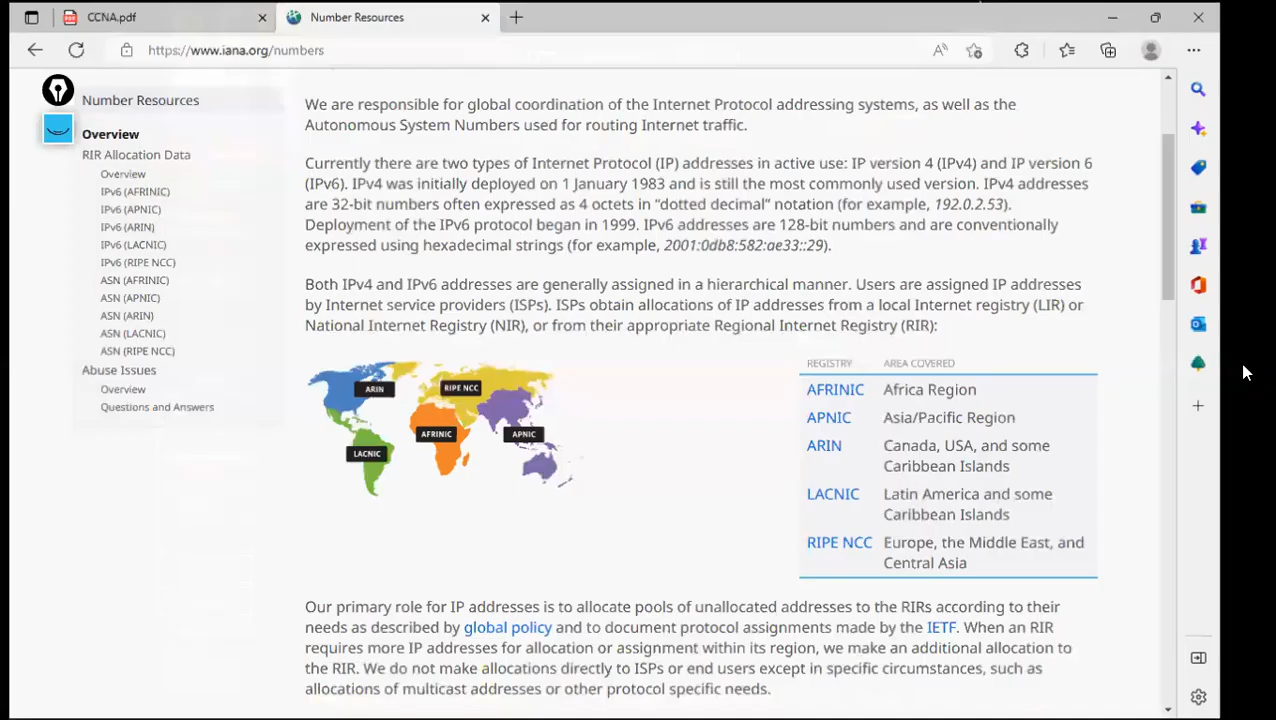 CCNA.pdf
Number Resources
https://www.iana.org/numbers
Number Resources
Overview
RIR Allocation Data
Overview
IPv6 (AFRINIC)
IPv6 (APNIC)
IPv6 (ARIN)
IPv6 (LACNIC)
IPv6 (RIPE NCC)
ASN (AFRINIC)
ASN (APNIC)
ASN (ARIN)
ASN (LACNIC)
ASN (RIPE NCC)
Abuse Issues
Overview
Questions and Answers
We are responsible for global coordination of the Internet Protocol addressing systems, as well as the
Autonomous System Numbers used for routing Internet traffic.
Currently there are two types of Internet Protocol (IP) addresses in active use: IP version 4 (IPv4) and IP version 6
(IPv6). IPv4 was initially deployed on 1 January 1983 and is still the most commonly used version. IPv4 addresses
are 32-bit numbers often expressed as 4 octets in “dotted decimal” notation (for example, 192.0.2.53).
Deployment of the IPv6 protocol began in 1999. IPv6 addresses are 128-bit numbers and are conventionally
expressed using hexadecimal strings (for example, 2001:0db8:582:ae33::29).
Both IPv4 and IPv6 addresses are generally assigned in a hierarchical manner. Users are assigned IP addresses
by Internet service providers (ISPs). ISPs obtain allocations of IP addresses from a local Internet registry (LIR) or
National Internet Registry (NIR), or from their appropriate Regional Internet Registry (RIR):
ARIN
RIPE NCC
AFRINIC
APNIC
LACNIC
REGISTRY AREA COVERED
AFRINIC Africa Region
APNIC Asia/Pacific Region
ARIN Canada, USA, and some
Caribbean Islands
LACNIC Latin America and some
Caribbean Islands
RIPE NCC Europe, the Middle East, and
Central Asia
Our primary role for IP addresses is to allocate pools of unallocated addresses to the RIRs according to their
needs as described by global policy and to document protocol assignments made by the IETF. When an RIR
requires more IP addresses for allocation or assignment within its region, we make an additional allocation to
the RIR. We do not make allocations directly to ISPs or end users except in specific circumstances, such as
allocations of multicast addresses or other protocol specific needs.